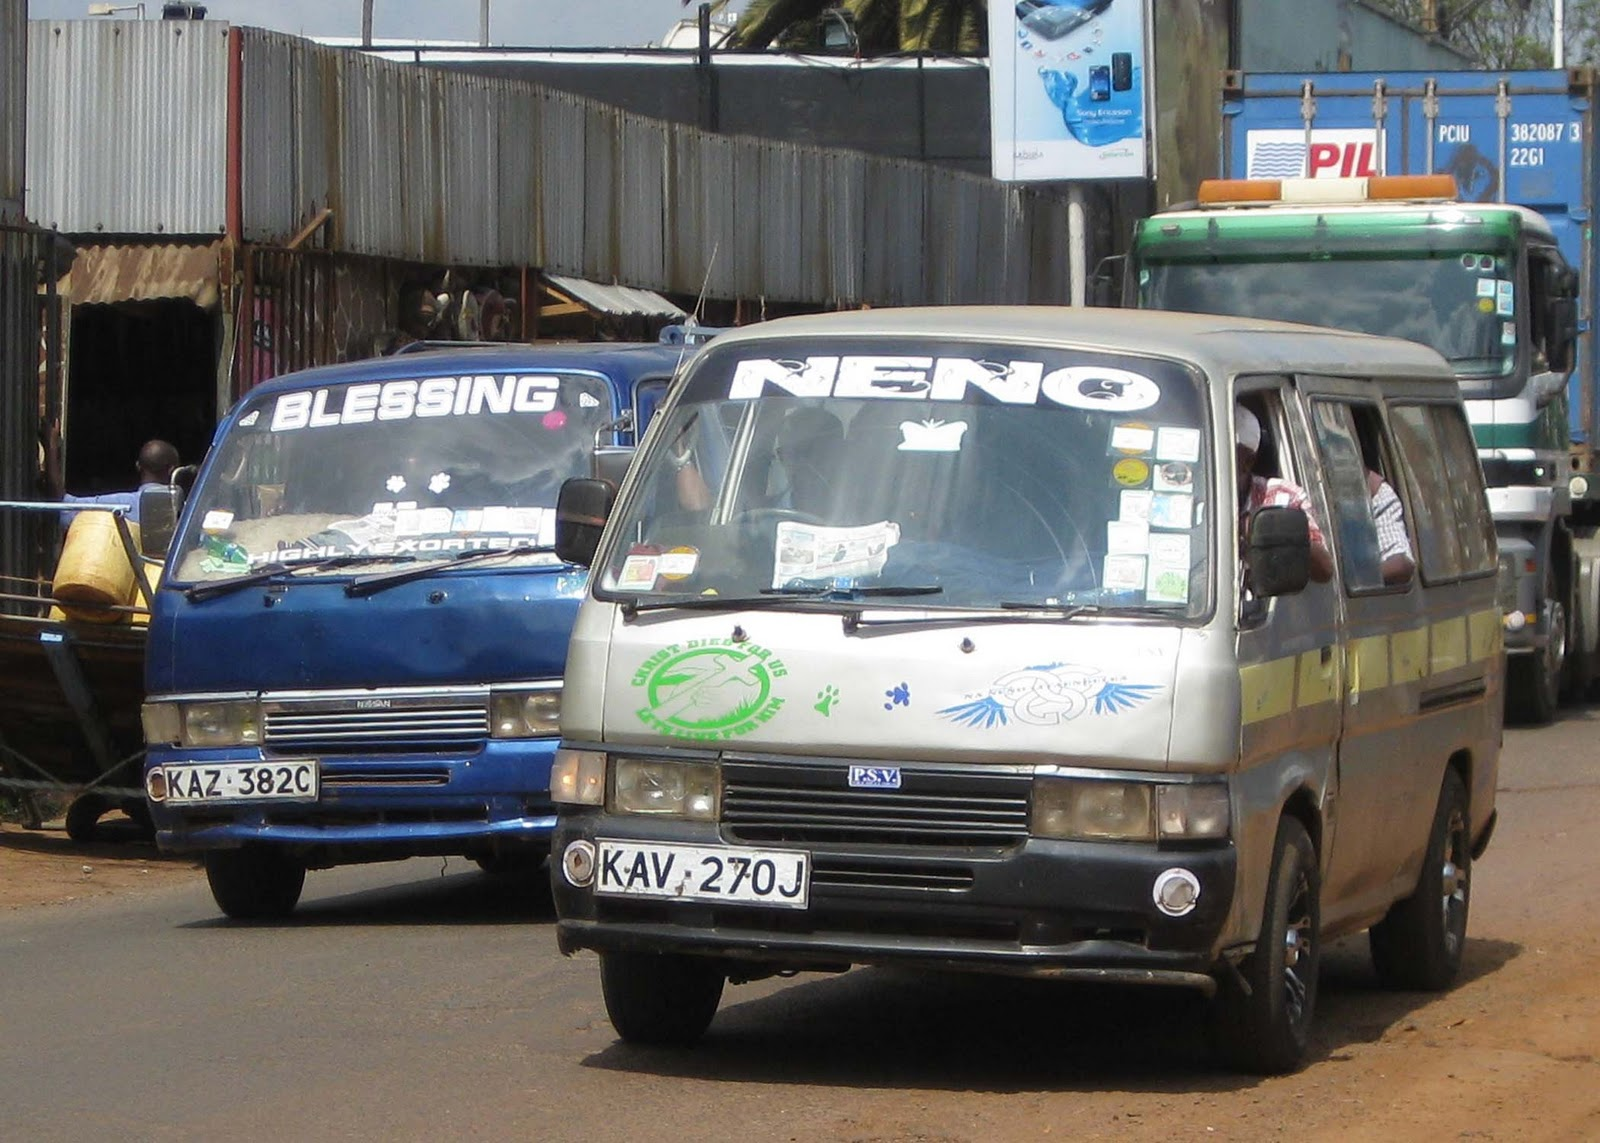 Sony Ericsson
PIL
PCIU 382087 3
22G1
BLESSING
HIGHLY EXORTED
NISSAN
KAZ 382C
NENO
CHRIST DIED FOR US
LETS LIVE FOR HIM
P.S.V.
KAV 270J